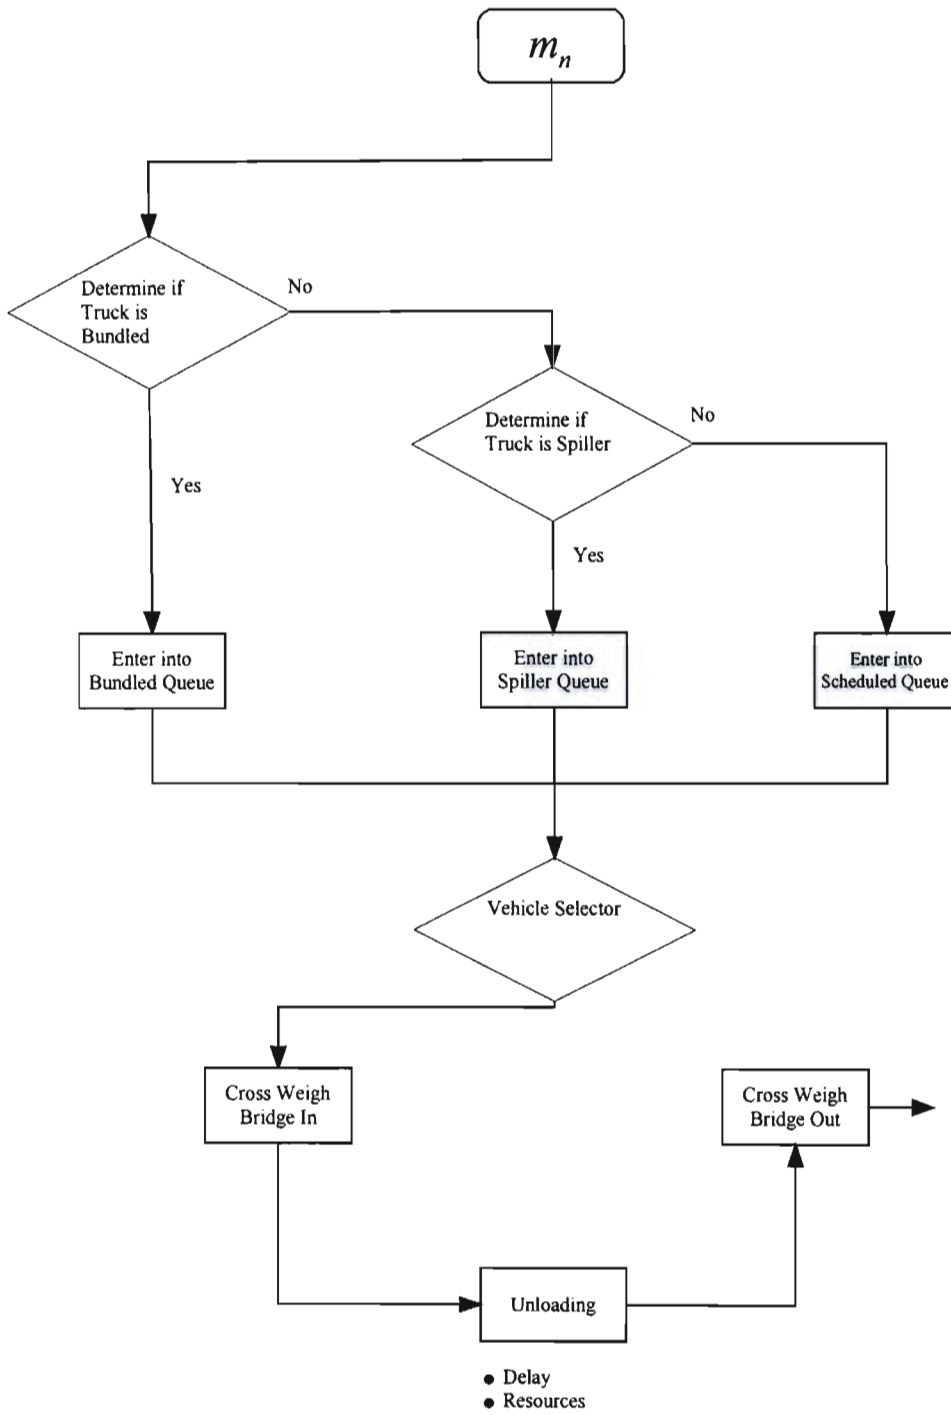 m_n
Determine if
Truck is
Bundled
No
Determine if
Truck is Spiller
No
Yes
Yes
Enter into
Bundled Queue
Enter into
Spiller Queue
Enter into
Scheduled Queue
Vehicle Selector
Cross Weigh
Bridge In
Cross Weigh
Bridge Out
Unloading
● Delay
● Resources